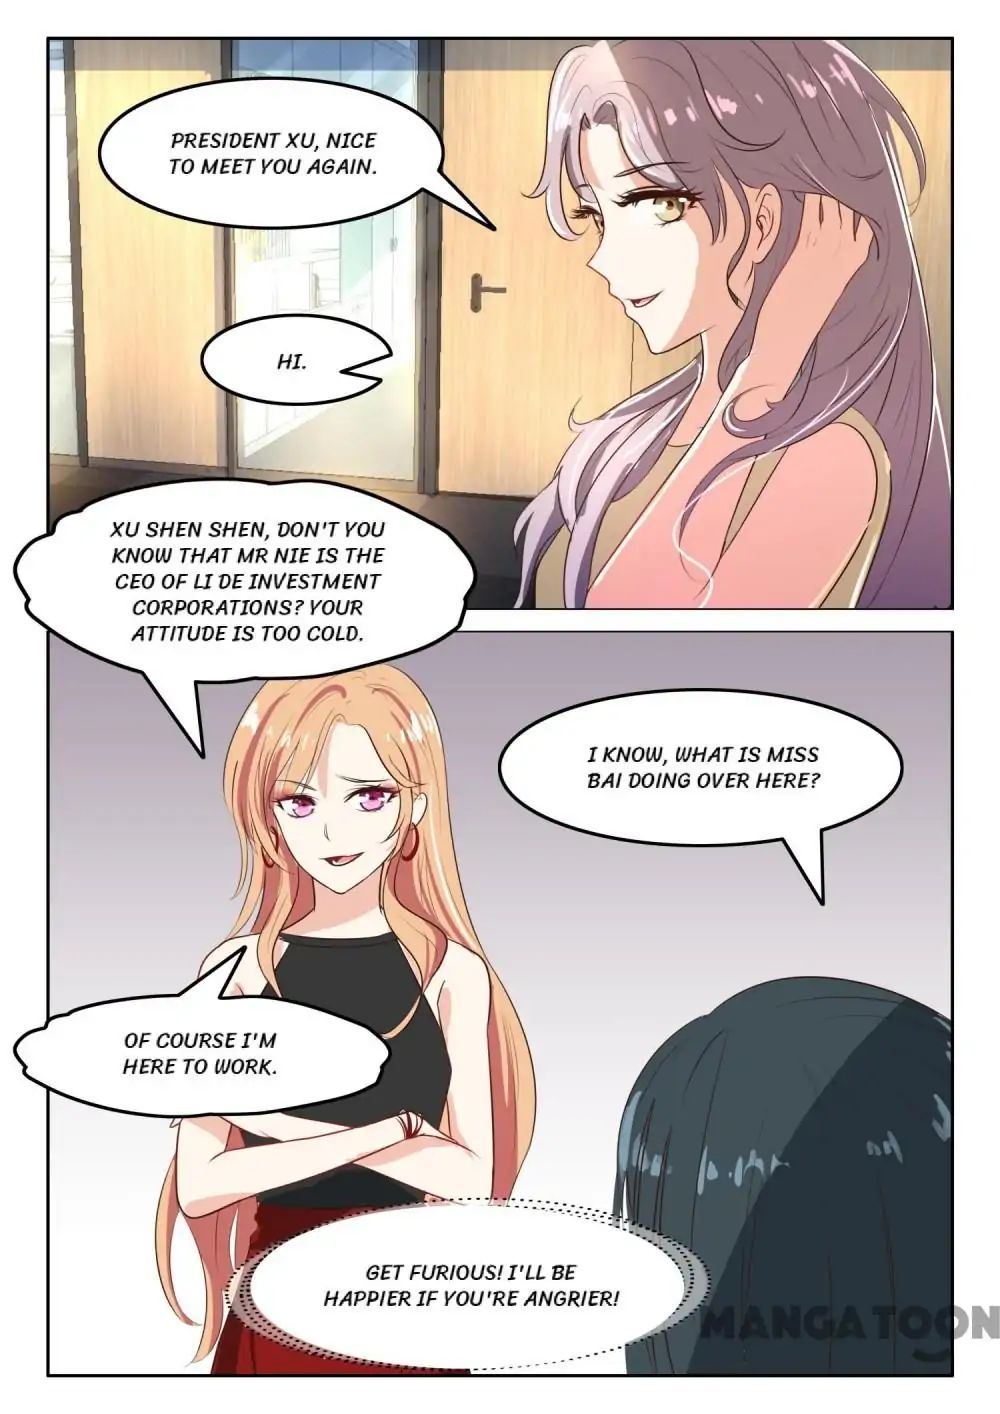 PRESIDENT XU, NICE
TO MEET YOU AGAIN.
HI.
XU SHEN SHEN, DON'T YOU
KNOW THAT MR NIE IS THE
CEO OF LI DE INVESTMENT
CORPORATIONS? YOUR
ATTITUDE IS TOO COLD.
I KNOW, WHAT IS MISS
BAI DOING OVER HERE?
OF COURSE I'M
HERE TO WORK.
GET FURIOUS! I'LL BE
HAPPIER IF YOU'RE ANGRIER!
MANGATOON